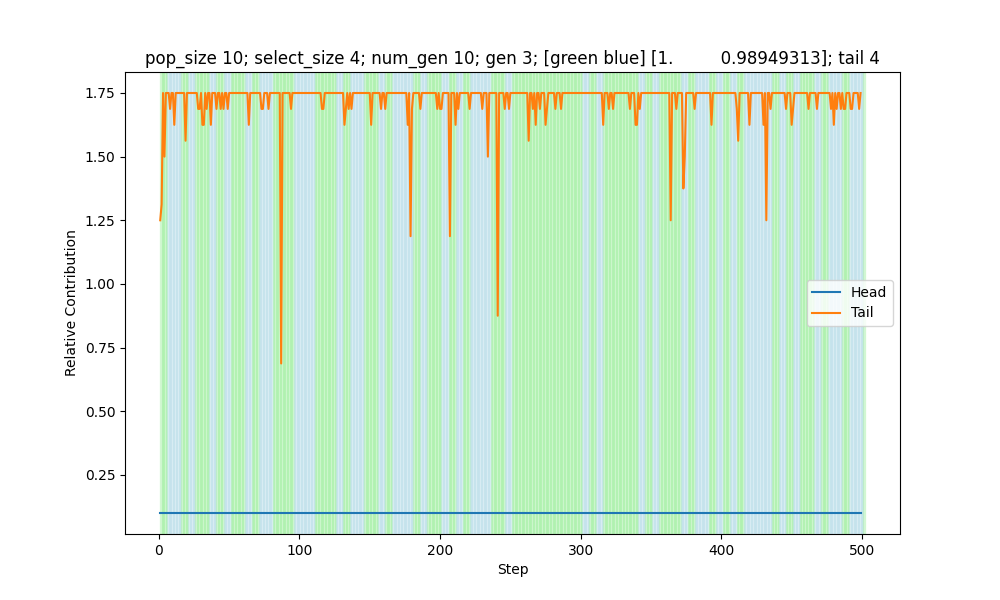 pop_size 10; select_size 4; num_gen 10; gen 3; [green blue] [1.         0.98949313]; tail 4
1.75
1.50
1.25
1.00
0.75
0.50
0.25
Relative Contribution
Head
Tail
0 100 200 300 400 500
Step